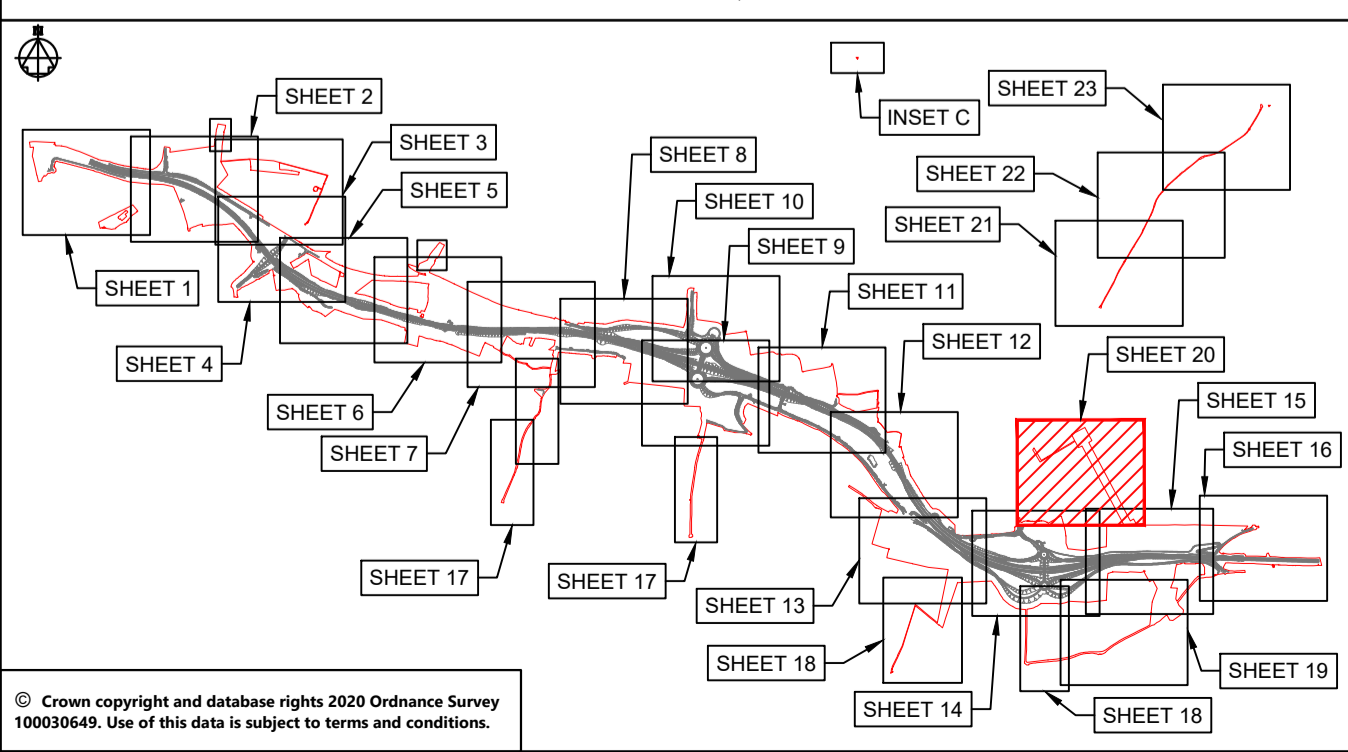 N
SHEET 2
INSET C
SHEET 23
SHEET 3
SHEET 8
SHEET 22
SHEET 5
SHEET 10
SHEET 21
SHEET 9
SHEET 1
SHEET 11
SHEET 12
SHEET 4
SHEET 20
SHEET 6
SHEET 15
SHEET 7
SHEET 16
SHEET 17
SHEET 17
SHEET 13
SHEET 18
SHEET 19
SHEET 14
SHEET 18
© Crown copyright and database rights 2020 Ordnance Survey
100030649. Use of this data is subject to terms and conditions.